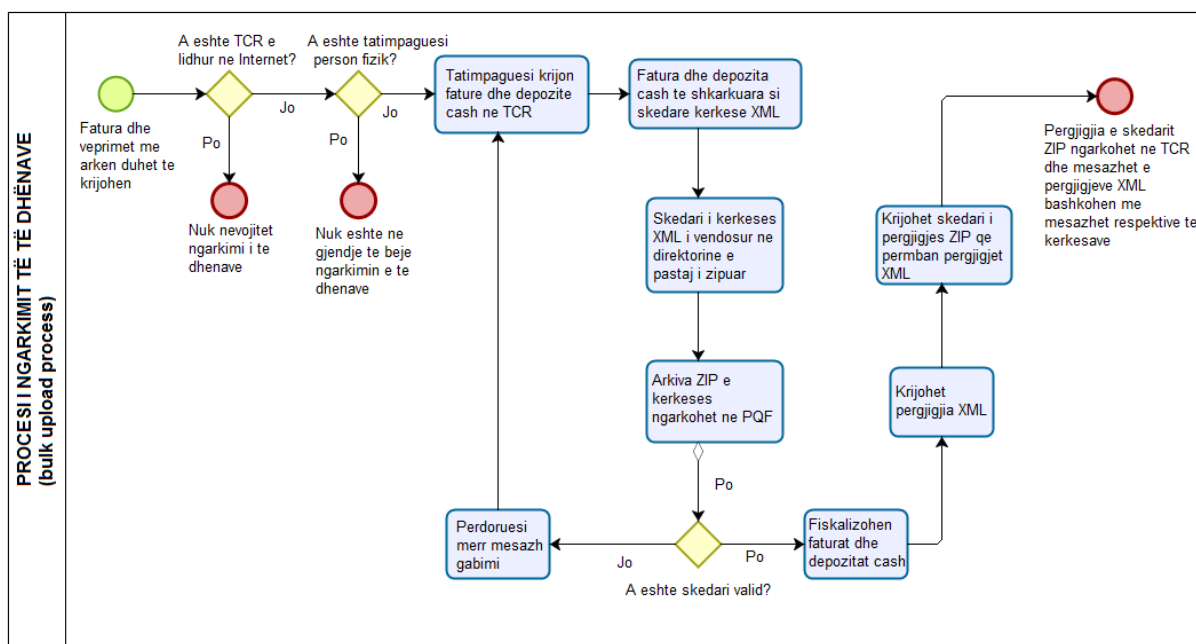 PROCESI I NGARKIMIT TË TË DHËNAVE
(bulk upload process)
A eshte TCR e
lidhur ne Internet?
A eshte tatimpaguesi
person fizik?
Fatura dhe
veprimet me
arken duhet te
krijohen
Jo
Po
Nuk nevojitet
ngarkimi i te
dhenave
Jo
Po
Nuk eshte ne
gjendje te beje
ngarkimin e te
dhenave
Tatimpaguesi krijon
fature dhe depozite
cash ne TCR
Fatura dhe depozita
cash te shkarkuara si
skedare kerkese XML
Skedari i kerkeses
XML i vendosur ne
direktorine e
pastaj i zipuar
Arkiva ZIP e
kerkeses
ngarkohet ne PQF
Po
A eshte skedari valid?
Jo
Perdoruesi
merr mesazh
gabimi
Po
Fiskalizohen
faturat dhe
depozitat cash
Krijohet
pergjigjia XML
Krijohet skedari i
pergjigjes ZIP qe
permban pergjigjet
XML
Pergjigjia e skedarit
ZIP ngarkohet ne TCR
dhe mesazhet e
pergjigjeve XML
bashkohen me
mesazhet respektive te
kerkesave